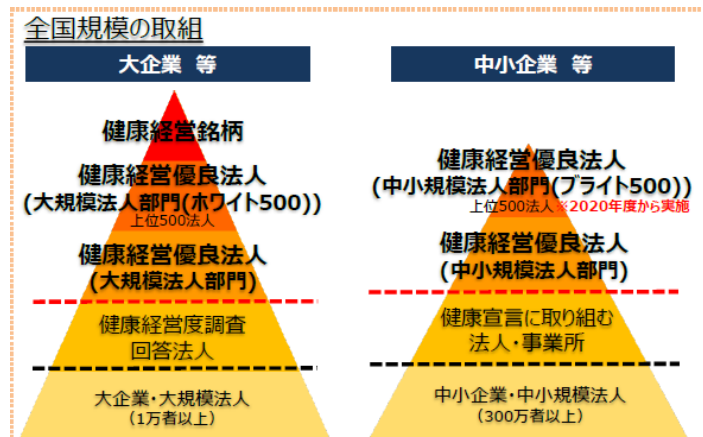 全国規模の取組
大企業 等
健康経営銘柄
健康経営優良法人
(大規模法人部門(ホワイト500))
上位500法人
健康経営優良法人
(大規模法人部門)
健康経営度調査
回答法人
大企業・大規模法人
(1万者以上)
中小企業 等
健康経営優良法人
(中小規模法人部門(ブライト500))
上位500法人※2020年度から実施
健康経営優良法人
(中小規模法人部門)
健康宣言に取り組む
法人・事業所
中小企業・中小規模法人
(300万者以上)